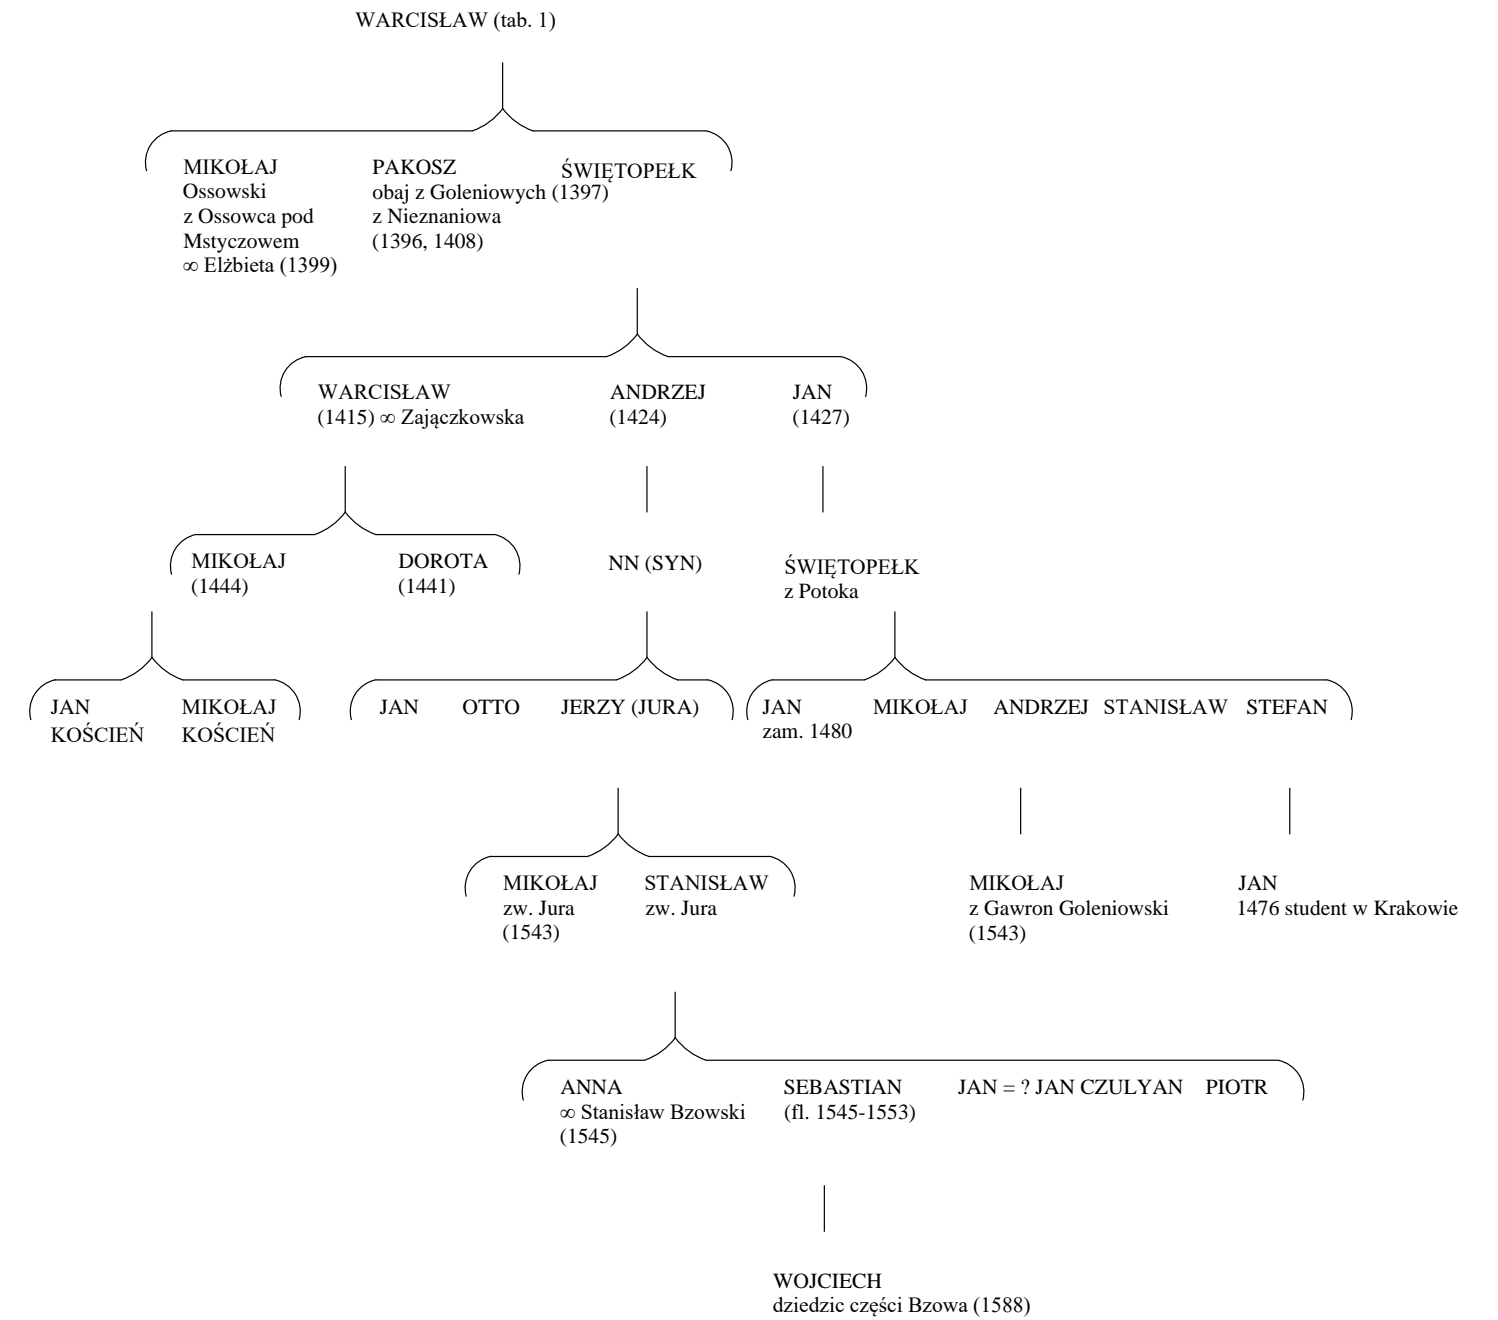 WARCISŁAW (tab. 1)
MIKOŁAJ
Ossowski
z Ossowca pod
Mstyczowem
∞ Elżbieta (1399)
PAKOSZ
ŚWIĘTOPEŁK
obaj z Goleniowych (1397)
z Nieznaniowa
(1396, 1408)
WARCISŁAW
(1415) ∞ Zajączkowska
ANDRZEJ
(1424)
JAN
(1427)
MIKOŁAJ
(1444)
DOROTA
(1441)
NN (SYN)
ŚWIĘTOPEŁK
z Potoka
JAN
KOŚCIEŃ
MIKOŁAJ
KOŚCIEŃ
JAN
OTTO
JERZY (JURA)
JAN
zam. 1480
MIKOŁAJ
ANDRZEJ
STANISŁAW
STEFAN
MIKOŁAJ
zw. Jura
(1543)
STANISŁAW
zw. Jura
MIKOŁAJ
z Gawron Goleniowski
(1543)
JAN
1476 student w Krakowie
ANNA
∞ Stanisław Bzowski
(1545)
SEBASTIAN
(fl. 1545-1553)
JAN = ? JAN CZULYAN
PIOTR
WOJCIECH
dziedzic części Bzowa (1588)